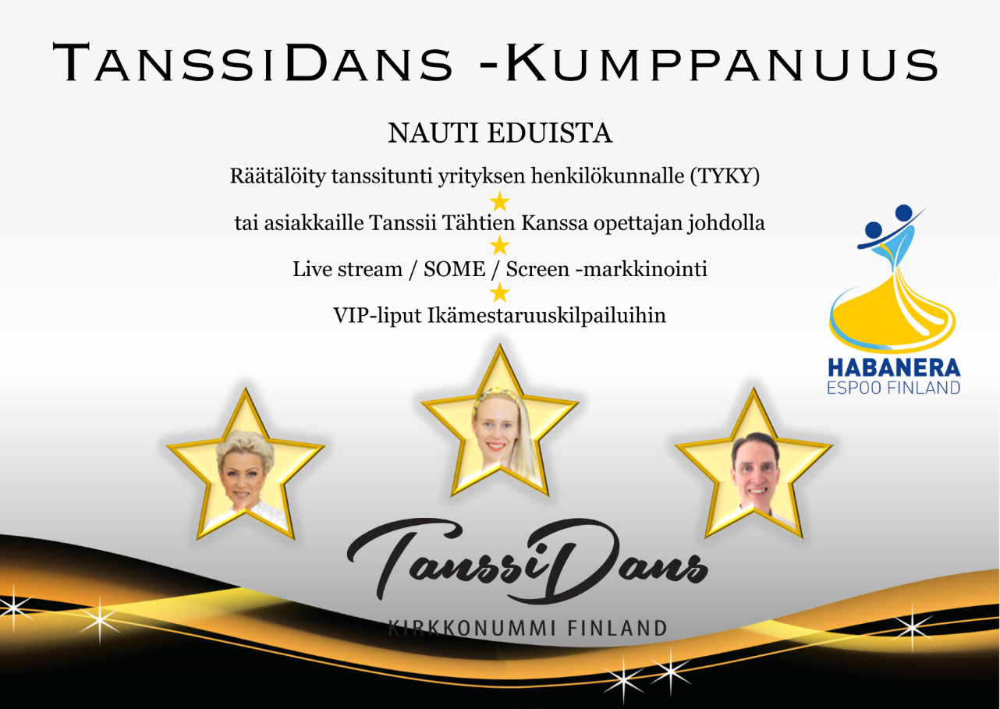 TANSSIDANS -KUMPPANUUS
NAUTI EDUISTA
Räätälöity tanssitunti yrityksen henkilökunnalle (TYKY)
tai asiakkaille Tanssii Tähtien Kanssa opettajan johdolla
Live stream / SOME / Screen -markkinointi
VIP-liput Ikämestaruuskilpailuihin
HABANERA
ESPOO FINLAND
TanssiDans
KIRKKONUMMI FINLAND